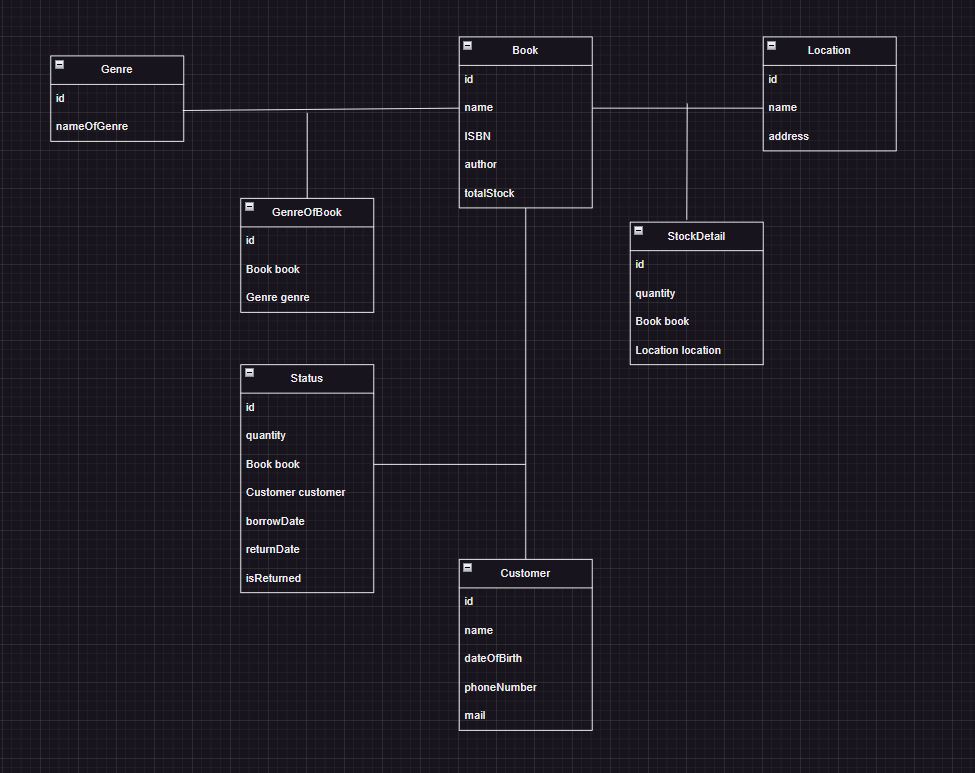 Genre
id
nameOfGenre
Book
id
name
ISBN
author
totalStock
Location
id
name
address
GenreOfBook
id
Book book
Genre genre
StockDetail
id
quantity
Book book
Location location
Status
id
quantity
Book book
Customer customer
borrowDate
returnDate
isReturned
Customer
id
name
dateOfBirth
phoneNumber
mail